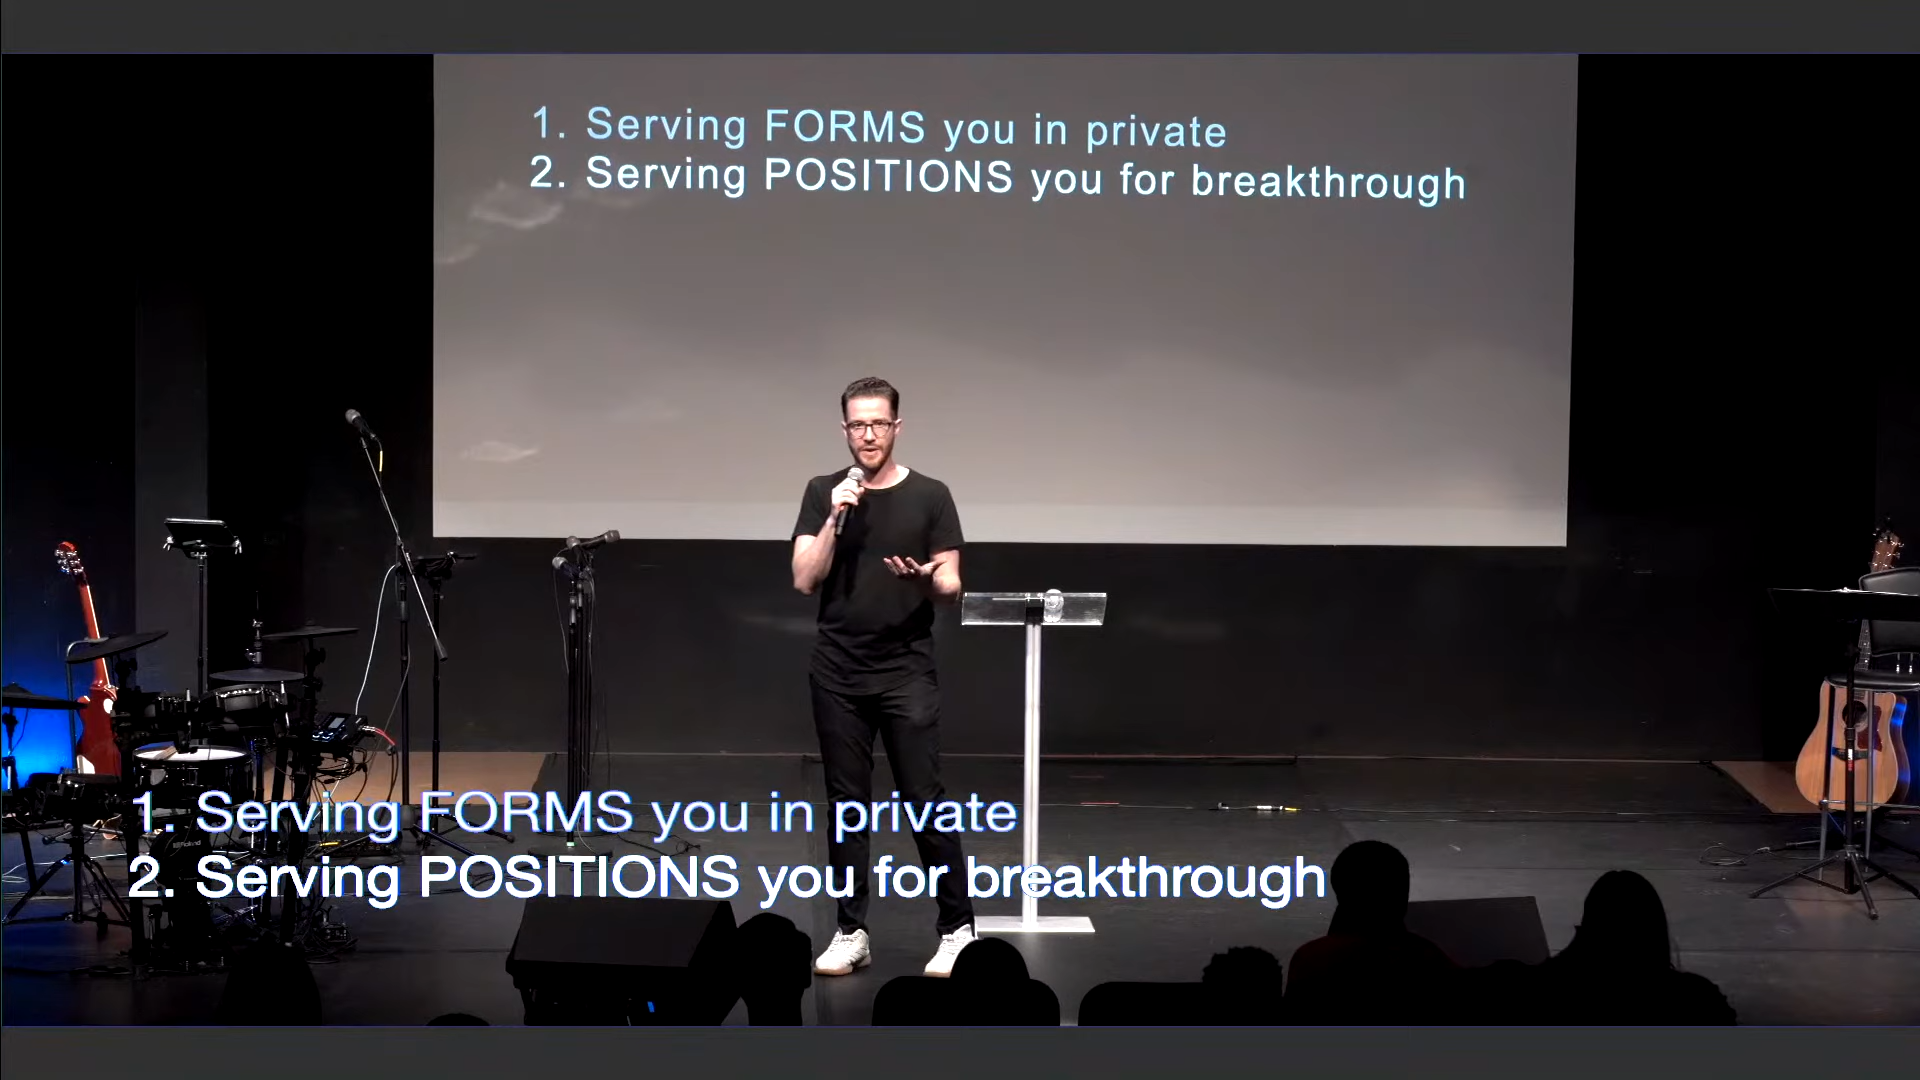 1. Serving FORMS you in private
2. Serving POSITIONS you for breakthrough
1. Serving FORMS you in private
2. Serving POSITIONS you for breakthrough